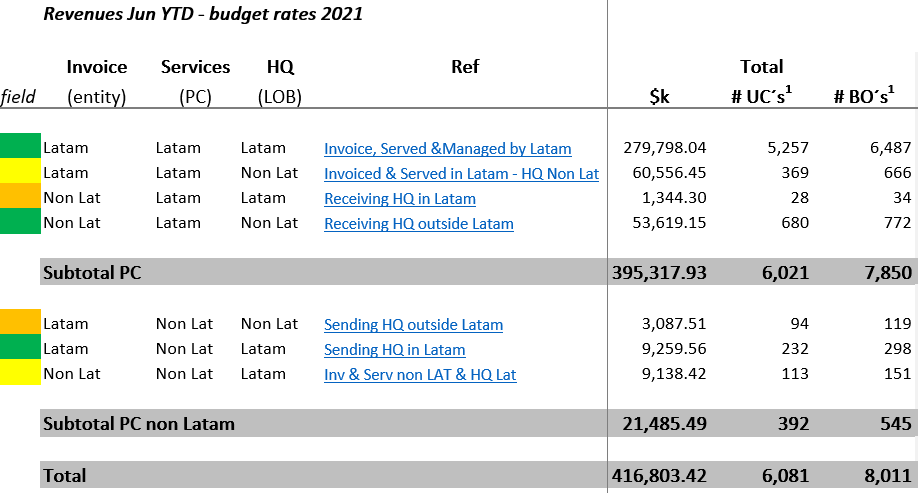 Revenues Jun YTD - budget rates 2021
Invoice Services HQ Ref Total
field (entity) (PC) (LOB) $k # UC´s1 # BO´s1
Latam Latam Latam Invoice, Served &Managed by Latam 279,798.04 5,257 6,487
Latam Latam Non Lat Invoiced & Served in Latam - HQ Non Lat 60,556.45 369 666
Non Lat Latam Latam Receiving HQ in Latam 1,344.30 28 34
Non Lat Latam Non Lat Receiving HQ outside Latam 53,619.15 680 772
Subtotal PC 395,317.93 6,021 7,850
Latam Non Lat Non Lat Sending HQ outside Latam 3,087.51 94 119
Latam Non Lat Latam Sending HQ in Latam 9,259.56 232 298
Non Lat Non Lat Latam Inv & Serv non LAT & HQ Lat 9,138.42 113 151
Subtotal PC non Latam 21,485.49 392 545
Total 416,803.42 6,081 8,011